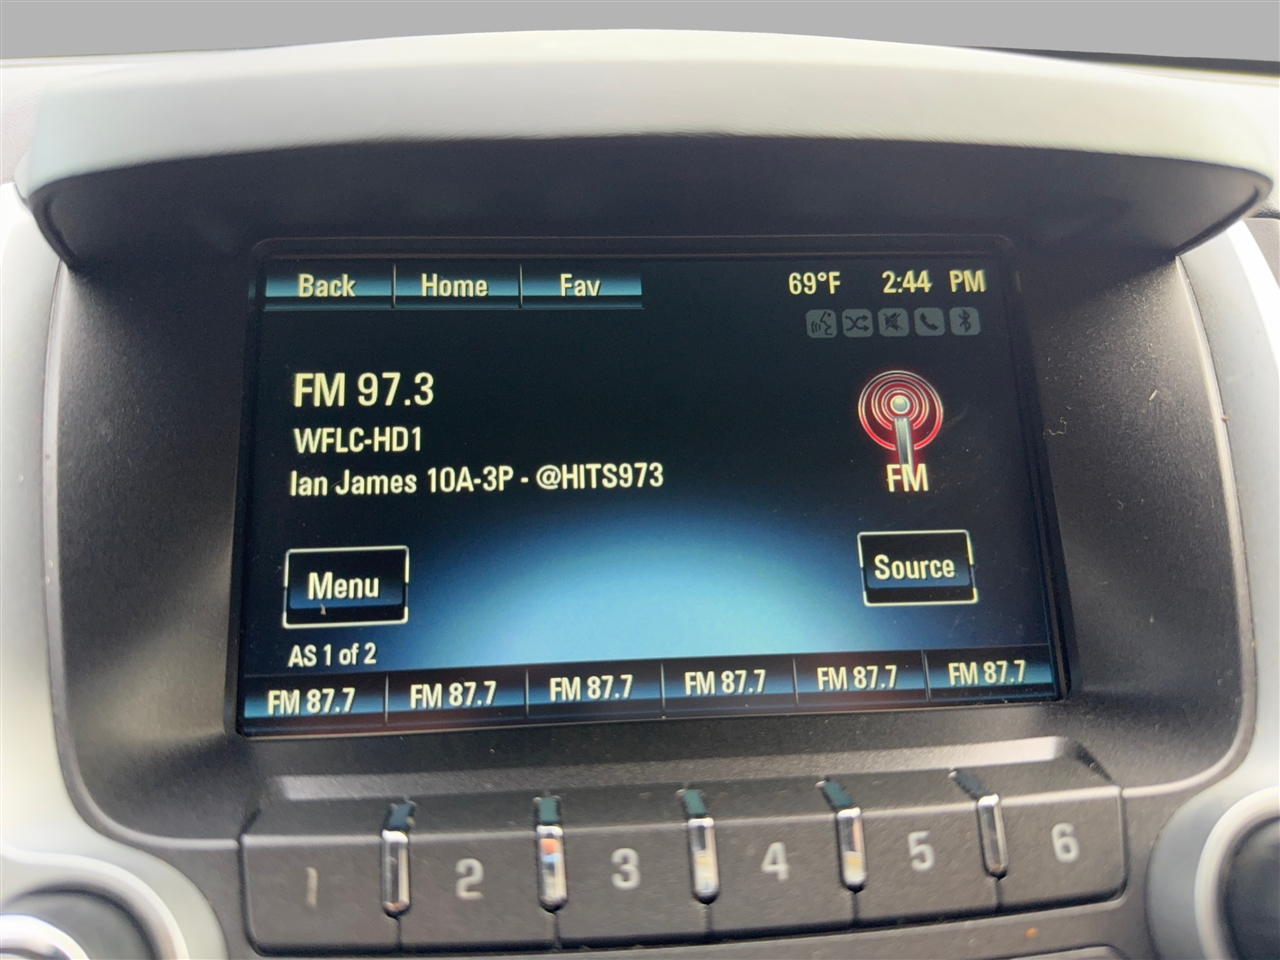 Back Home Fav 69°F 2:44 PM
FM 97.3
WFLC-HD1
Ian James 10A-3P - @HITS973
FM
Menu
Source
AS 1 of 2
FM 87.7 FM 87.7 FM 87.7 FM 87.7 FM 87.7 FM 87.7
1 2 3 4 5 6